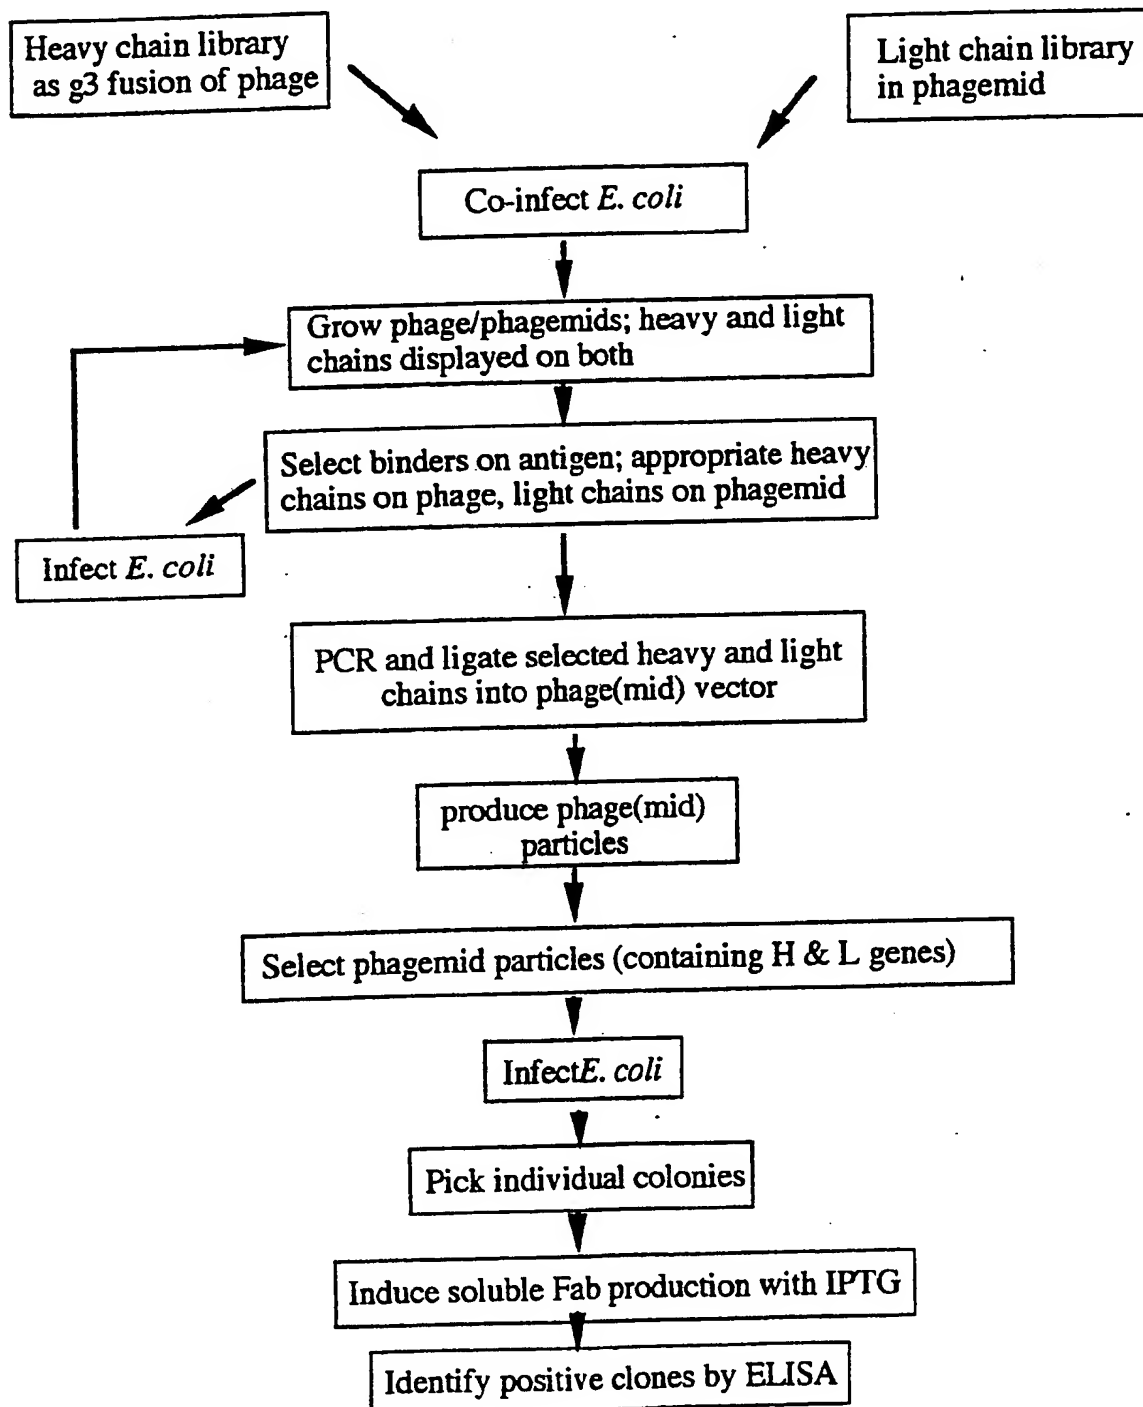 Heavy chain library
as g3 fusion of phage
Light chain library
in phagemid
Co-infect E. coli
Grow phage/phagemids; heavy and light
chains displayed on both
Select binders on antigen; appropriate heavy
chains on phage, light chains on phagemid
Infect E. coli
PCR and ligate selected heavy and light
chains into phage(mid) vector
produce phage(mid)
particles
Select phagemid particles (containing H & L genes)
InfectE. coli
Pick individual colonies
Induce soluble Fab production with IPTG
Identify positive clones by ELISA